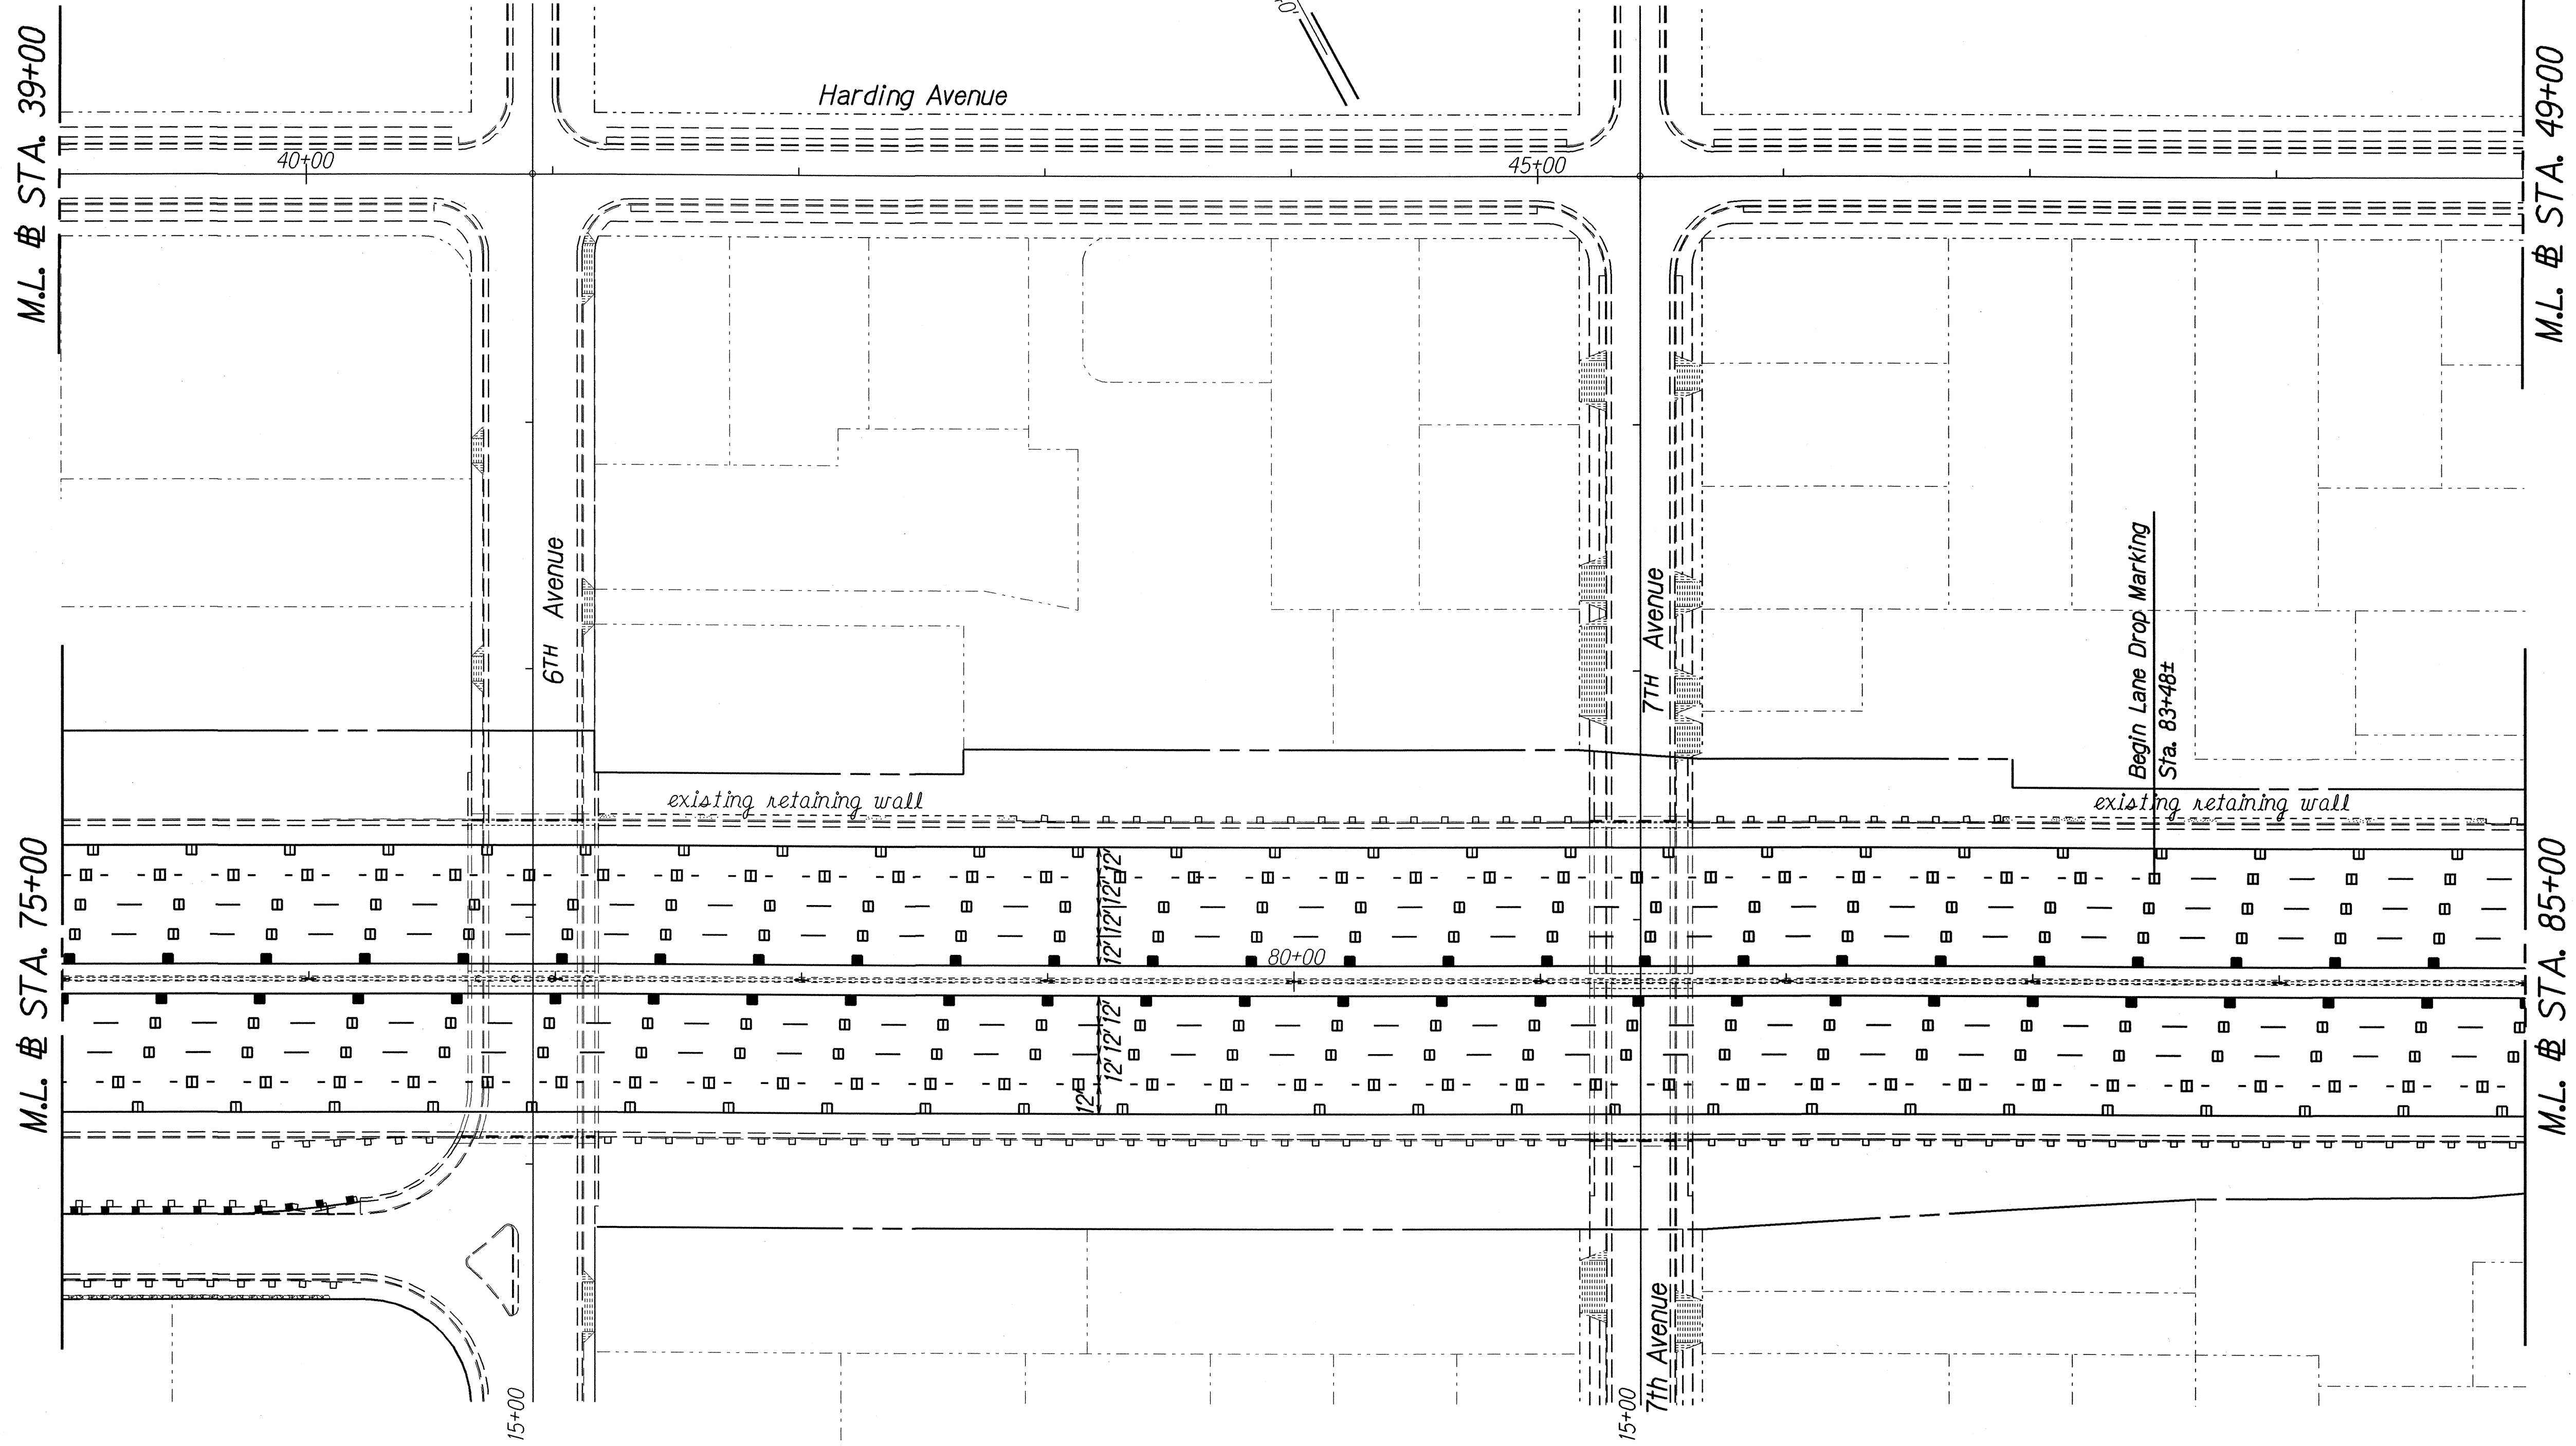 M.L. ⅊ STA. 39+00
Harding Avenue
40+00
45+00
M.L. ⅊ STA. 49+00
6TH Avenue
7TH Avenue
Begin Lane Drop Marking
Sta. 83+48±
existing retaining wall
existing retaining wall
M.L. ⅊ STA. 75+00
12'
12'
12'
12'
80+00
12'
12'
12'
12'
M.L. ⅊ STA. 85+00
7th Avenue
15+00
15+00